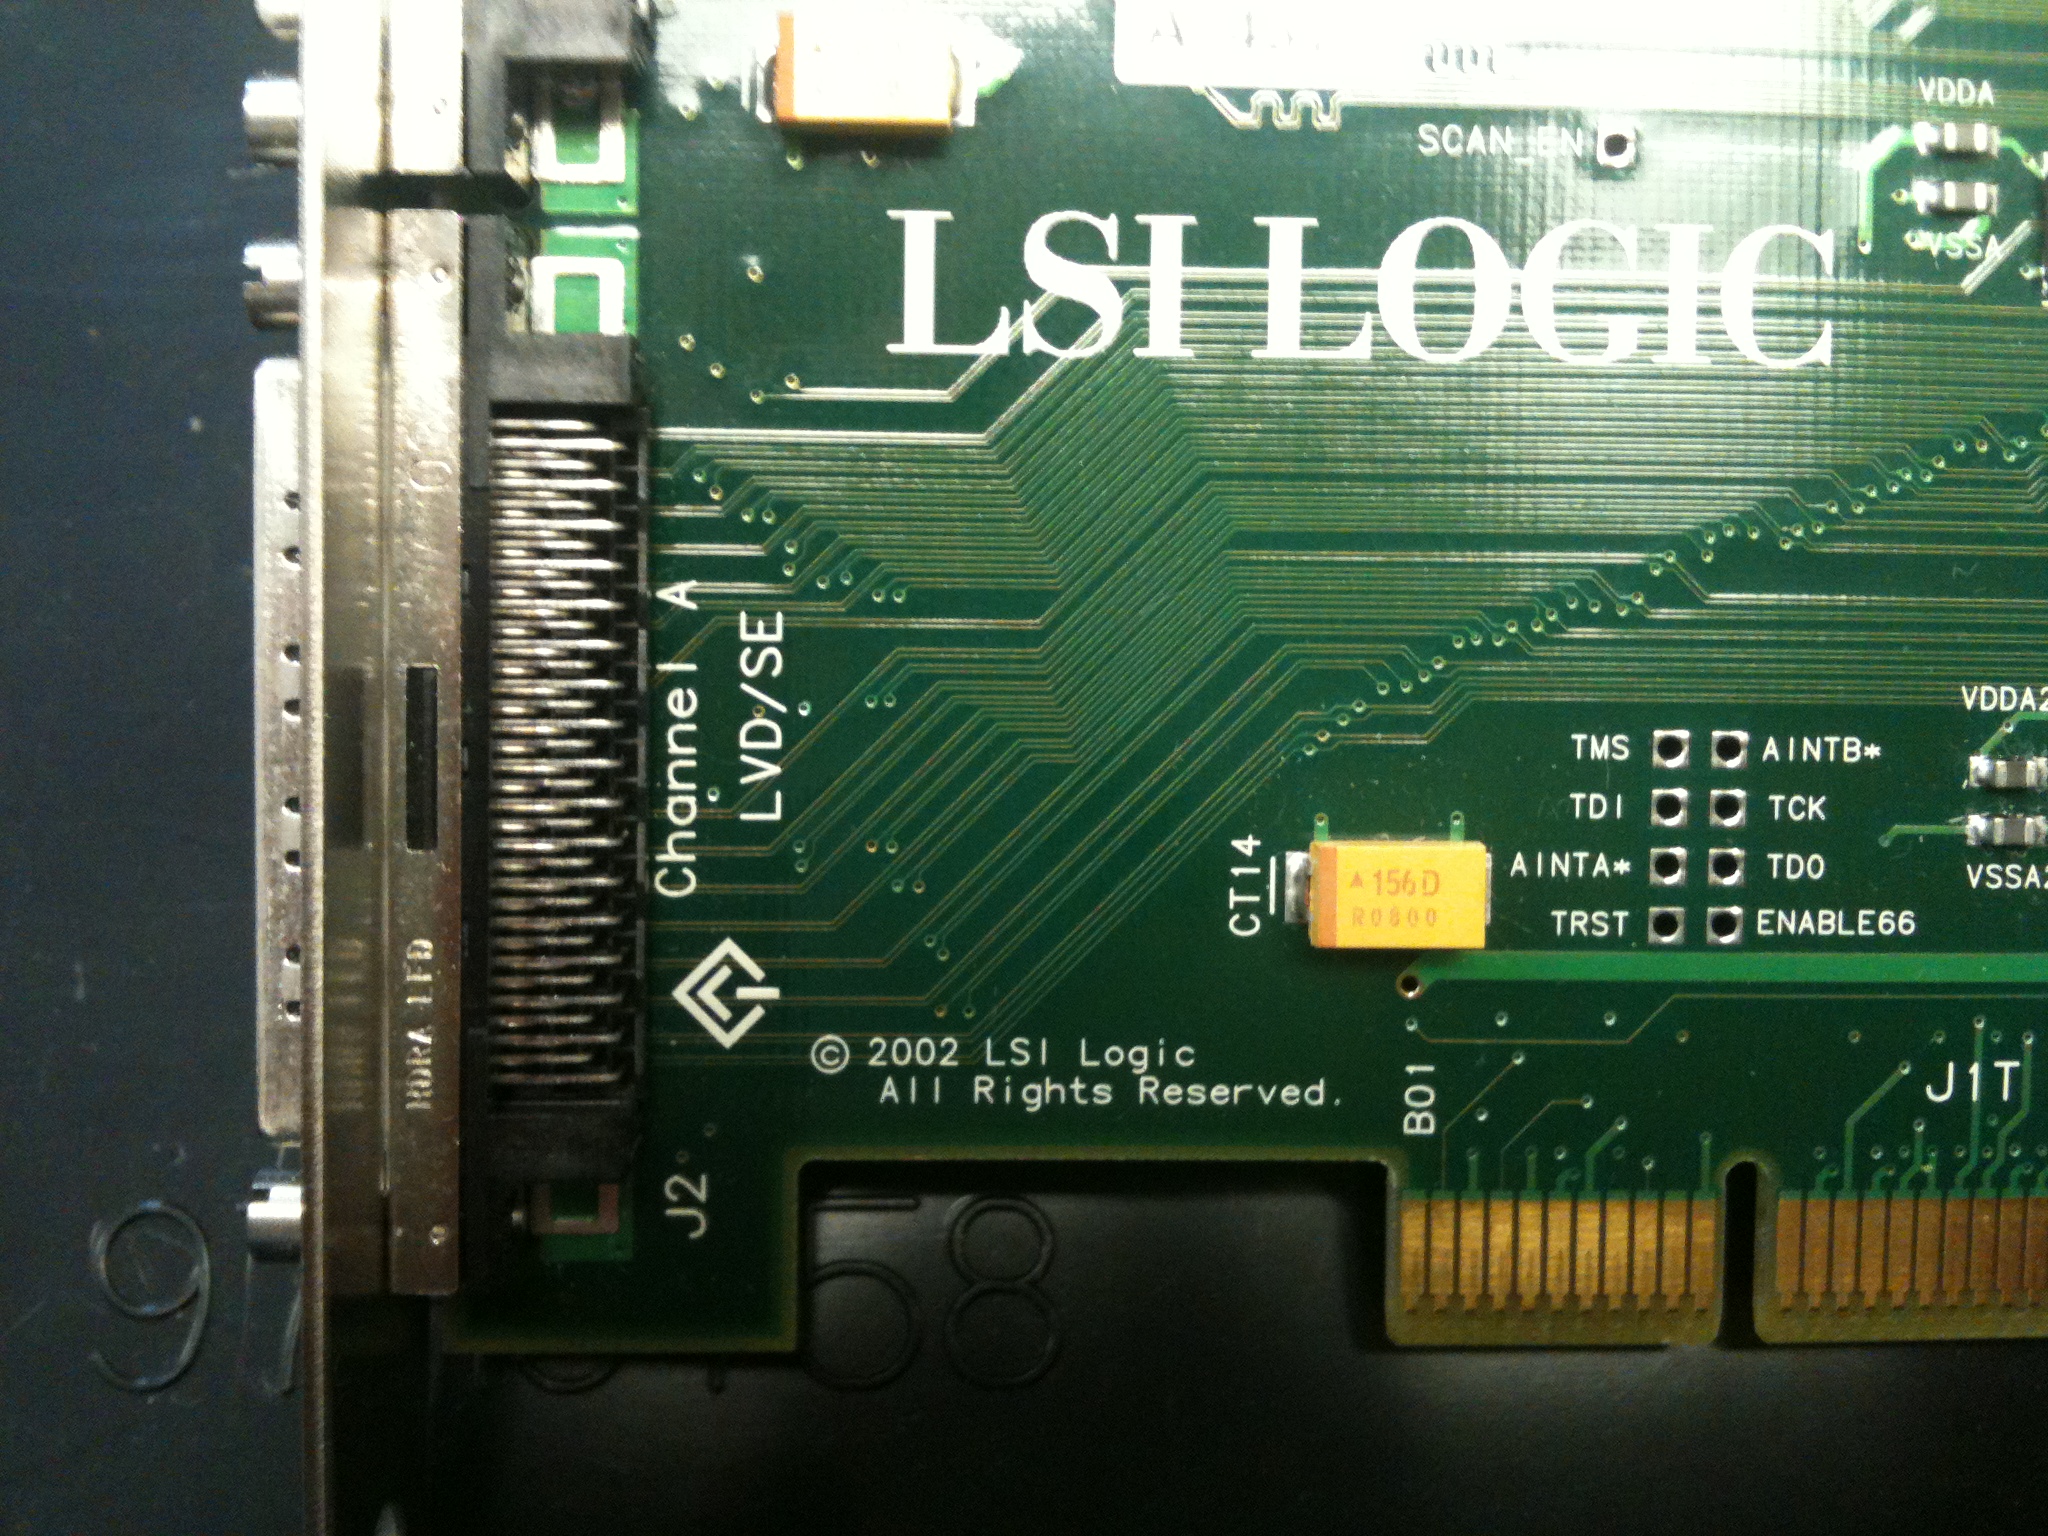 VDDA
SCAN_EN
VSSA
LSI LOGIC
Channel A
LVD/SE
VDDA2
TMS
AINTB*
TDI
TCK
AINTA*
TDO
TRST
ENABLE66
VSSA2
CT14
156D
R0800
© 2002 LSI Logic
All Rights Reserved.
B01
J1T
J2